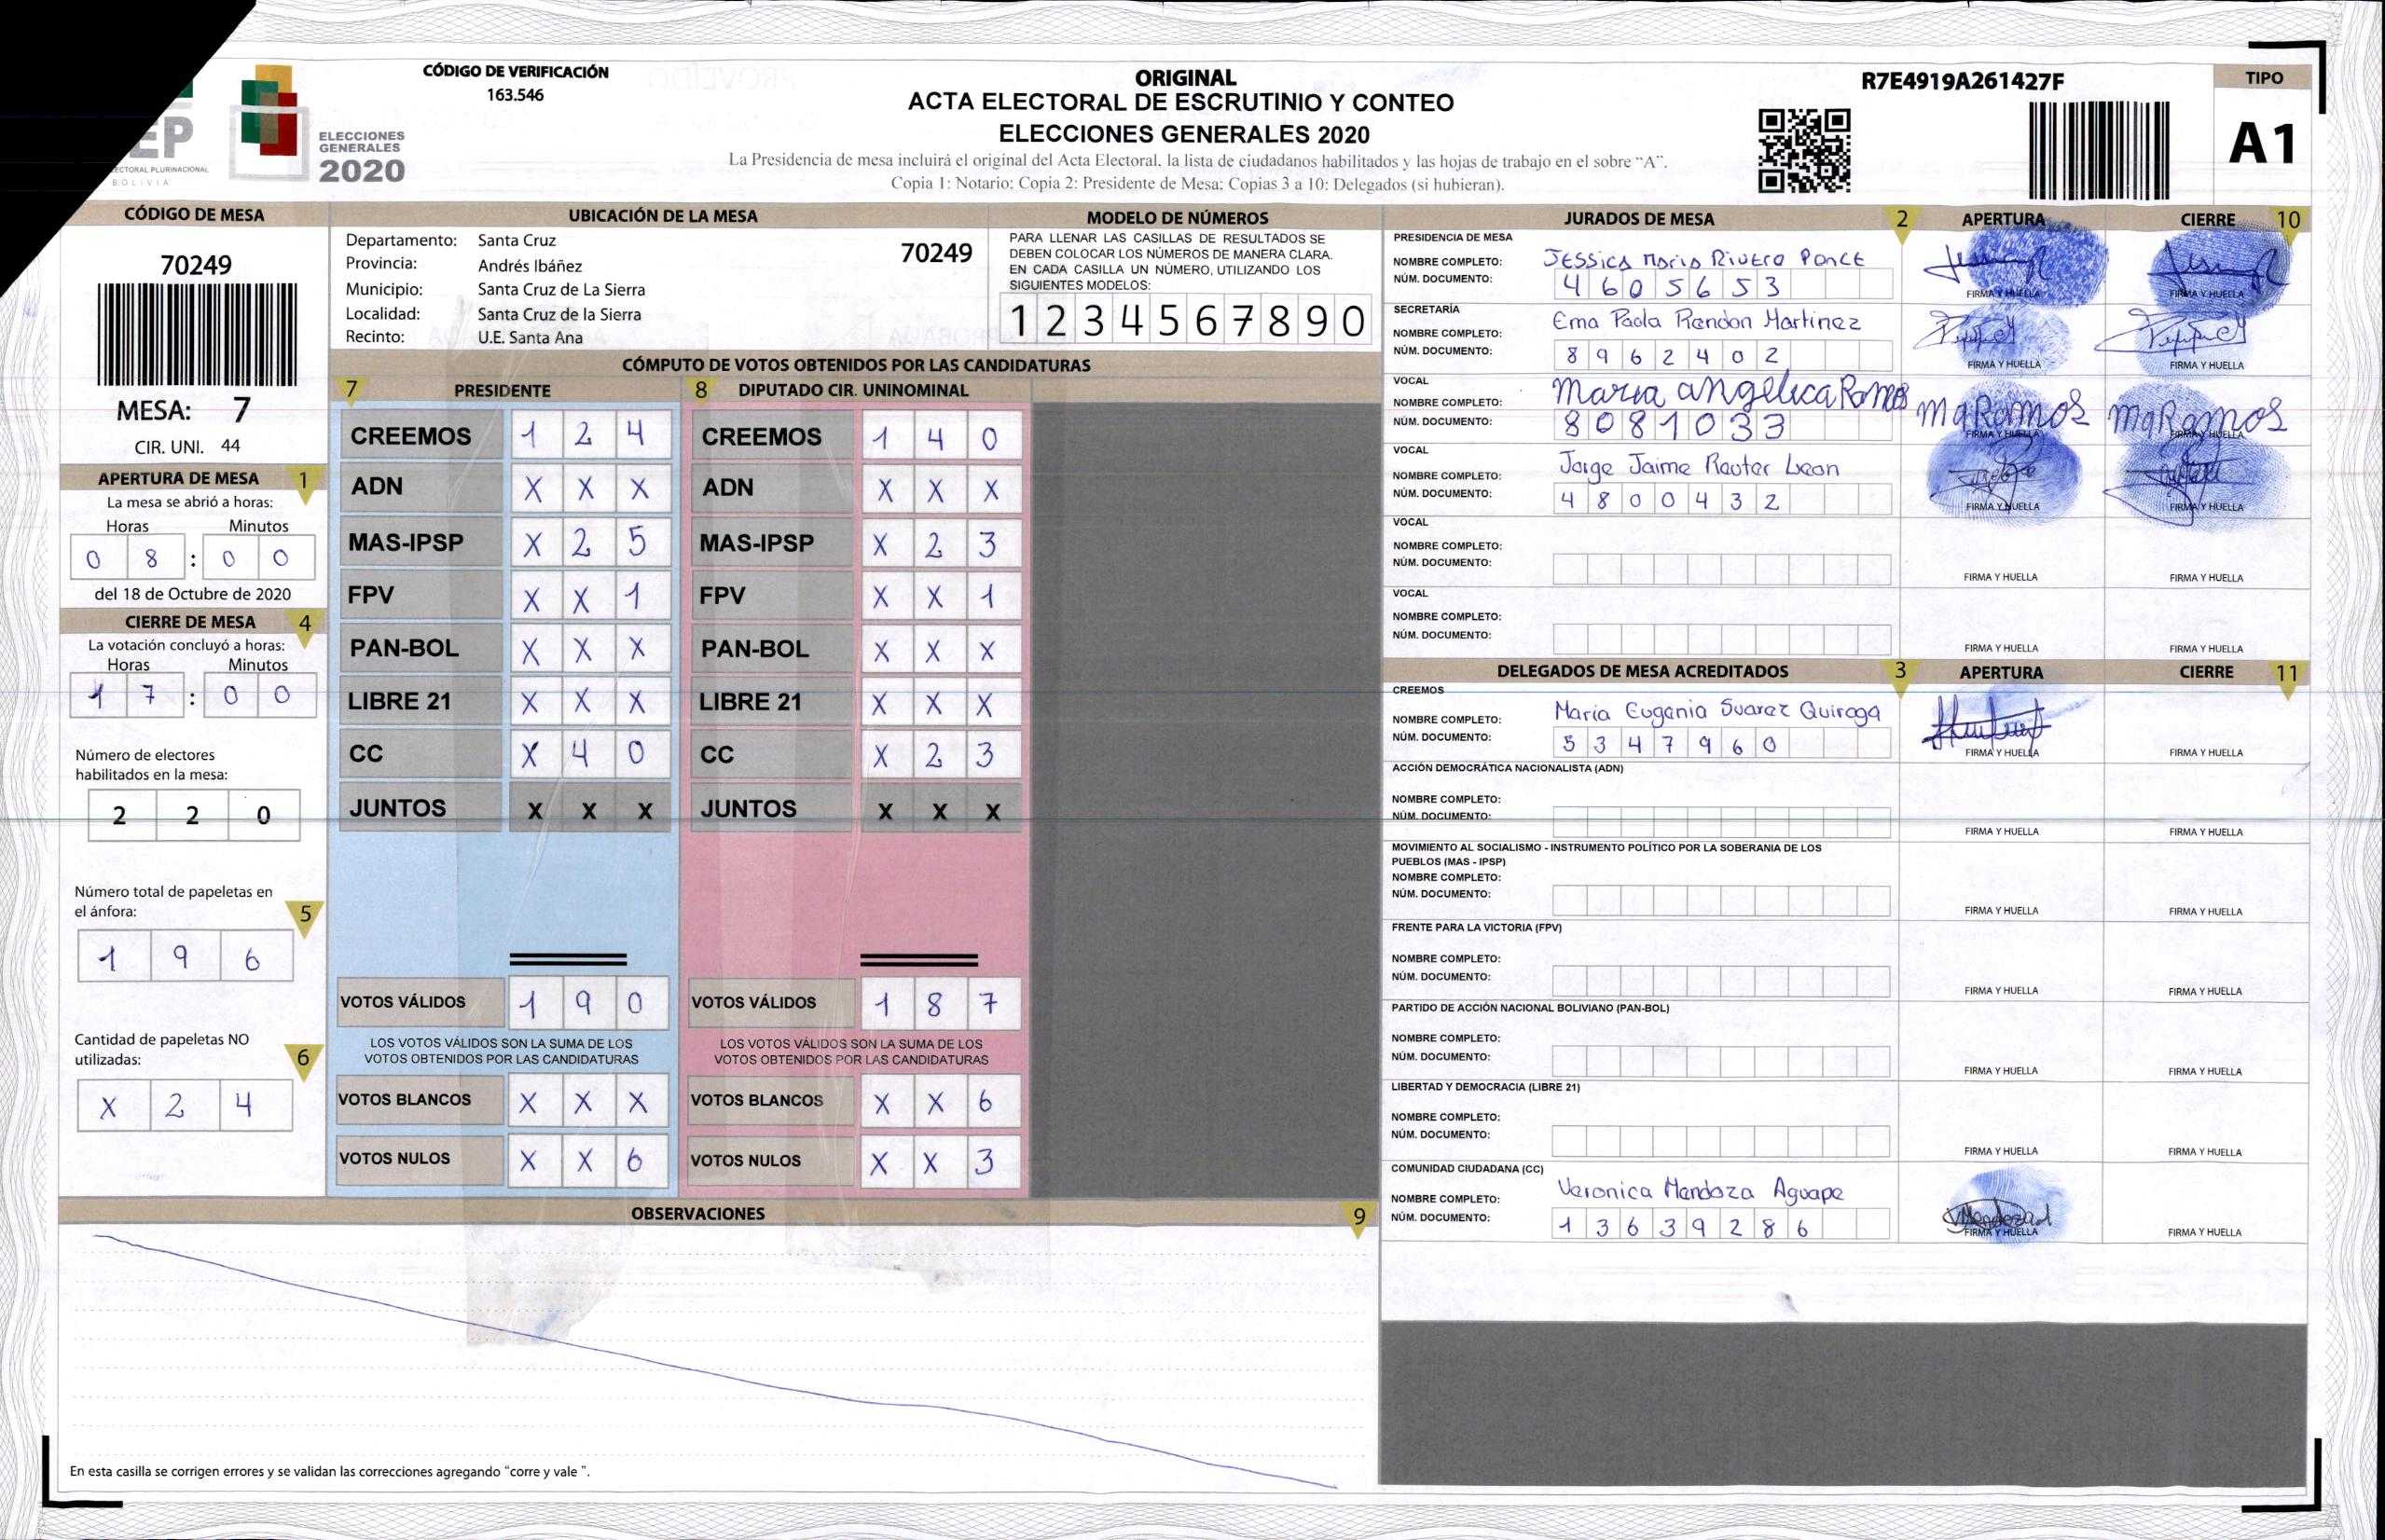 CÓDIGO DE VERIFICACIÓN
163.546
EP
ECTORAL PLURINACIONAL
BOLIVIA
ELECCIONES
GENERALES
2020
ORIGINAL
ACTA ELECTORAL DE ESCRUTINIO Y CONTEO
ELECCIONES GENERALES 2020
La Presidencia de mesa incluirá el original del Acta Electoral, la lista de ciudadanos habilitados y las hojas de trabajo en el sobre "A".
Copia 1: Notario; Copia 2: Presidente de Mesa; Copias 3 a 10: Delegados (si hubieran).
R7E4919A261427F
TIPO
A1
CÓDIGO DE MESA
70249
MESA: 7
CIR. UNI. 44
APERTURA DE MESA 1
La mesa se abrió a horas:
Horas Minutos
0 8 : 0 0
del 18 de Octubre de 2020
CIERRE DE MESA 4
La votación concluyó a horas:
Horas Minutos
1 7 : 0 0
Número de electores
habilitados en la mesa:
2 2 0
Número total de papeletas en
el ánfora: 5
1 9 6
Cantidad de papeletas NO
utilizadas: 6
X 2 4
UBICACIÓN DE LA MESA
Departamento: Santa Cruz 70249
Provincia: Andrés Ibáñez
Municipio: Santa Cruz de La Sierra
Localidad: Santa Cruz de la Sierra
Recinto: U.E. Santa Ana
MODELO DE NÚMEROS
PARA LLENAR LAS CASILLAS DE RESULTADOS SE
DEBEN COLOCAR LOS NÚMEROS DE MANERA CLARA.
EN CADA CASILLA UN NÚMERO, UTILIZANDO LOS
SIGUIENTES MODELOS:
1 2 3 4 5 6 7 8 9 0
CÓMPUTO DE VOTOS OBTENIDOS POR LAS CANDIDATURAS
7 PRESIDENTE 8 DIPUTADO CIR. UNINOMINAL
CREEMOS 1 2 4 CREEMOS 1 4 0
ADN X X X ADN X X X
MAS-IPSP X 2 5 MAS-IPSP X 2 3
FPV X X 1 FPV X X 1
PAN-BOL X X X PAN-BOL X X X
LIBRE 21 X X X LIBRE 21 X X X
CC X 4 0 CC X 2 3
JUNTOS X X X JUNTOS X X X
VOTOS VÁLIDOS 1 9 0 VOTOS VÁLIDOS 1 8 7
LOS VOTOS VÁLIDOS SON LA SUMA DE LOS LOS VOTOS VÁLIDOS SON LA SUMA DE LOS
VOTOS OBTENIDOS POR LAS CANDIDATURAS VOTOS OBTENIDOS POR LAS CANDIDATURAS
VOTOS BLANCOS X X X VOTOS BLANCOS X X 6
VOTOS NULOS X X 6 VOTOS NULOS X X 3
OBSERVACIONES 9
En esta casilla se corrigen errores y se validan las correcciones agregando "corre y vale ".
JURADOS DE MESA 2 APERTURA CIERRE 10
PRESIDENCIA DE MESA
NOMBRE COMPLETO: Jessica Maria Rivera Ponce
NÚM. DOCUMENTO: 4 6 0 5 6 5 3
FIRMA Y HUELLA FIRMA Y HUELLA
SECRETARÍA
NOMBRE COMPLETO: Ema Paola Rendon Martinez
NÚM. DOCUMENTO: 8 9 6 2 4 0 2
FIRMA Y HUELLA FIRMA Y HUELLA
VOCAL
NOMBRE COMPLETO: Maria Angelica Ramos
NÚM. DOCUMENTO: 8 0 8 1 0 3 3
MaRamos MaRamos
FIRMA Y HUELLA FIRMA Y HUELLA
VOCAL
NOMBRE COMPLETO: Jorge Jaime Reuter Leon
NÚM. DOCUMENTO: 4 8 0 0 4 3 2
FIRMA Y HUELLA FIRMA Y HUELLA
VOCAL
NOMBRE COMPLETO:
NÚM. DOCUMENTO:
FIRMA Y HUELLA FIRMA Y HUELLA
VOCAL
NOMBRE COMPLETO:
NÚM. DOCUMENTO:
FIRMA Y HUELLA FIRMA Y HUELLA
DELEGADOS DE MESA ACREDITADOS 3 APERTURA CIERRE 11
CREEMOS
NOMBRE COMPLETO: Maria Eugenia Suarez Quiroga
NÚM. DOCUMENTO: 5 3 4 7 9 6 0
FIRMA Y HUELLA FIRMA Y HUELLA
ACCIÓN DEMOCRÁTICA NACIONALISTA (ADN)
NOMBRE COMPLETO:
NÚM. DOCUMENTO:
FIRMA Y HUELLA FIRMA Y HUELLA
MOVIMIENTO AL SOCIALISMO - INSTRUMENTO POLÍTICO POR LA SOBERANIA DE LOS
PUEBLOS (MAS - IPSP)
NOMBRE COMPLETO:
NÚM. DOCUMENTO:
FIRMA Y HUELLA FIRMA Y HUELLA
FRENTE PARA LA VICTORIA (FPV)
NOMBRE COMPLETO:
NÚM. DOCUMENTO:
FIRMA Y HUELLA FIRMA Y HUELLA
PARTIDO DE ACCIÓN NACIONAL BOLIVIANO (PAN-BOL)
NOMBRE COMPLETO:
NÚM. DOCUMENTO:
FIRMA Y HUELLA FIRMA Y HUELLA
LIBERTAD Y DEMOCRACIA (LIBRE 21)
NOMBRE COMPLETO:
NÚM. DOCUMENTO:
FIRMA Y HUELLA FIRMA Y HUELLA
COMUNIDAD CIUDADANA (CC)
NOMBRE COMPLETO: Veronica Mendoza Aguape
NÚM. DOCUMENTO: 1 3 6 3 9 2 8 6
FIRMA Y HUELLA FIRMA Y HUELLA